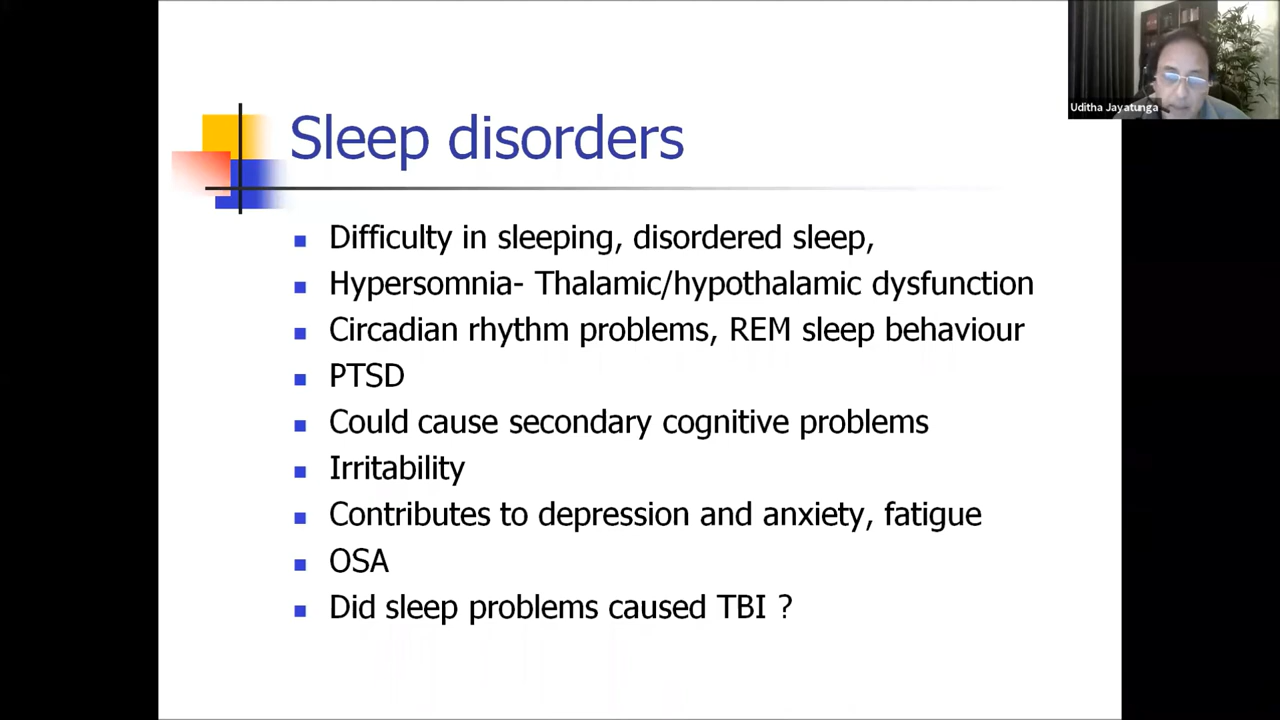 Uditha Jayatunga
Sleep disorders
Difficulty in sleeping, disordered sleep,
Hypersomnia- Thalamic/hypothalamic dysfunction
Circadian rhythm problems, REM sleep behaviour
PTSD
Could cause secondary cognitive problems
Irritability
Contributes to depression and anxiety, fatigue
OSA
Did sleep problems caused TBI ?